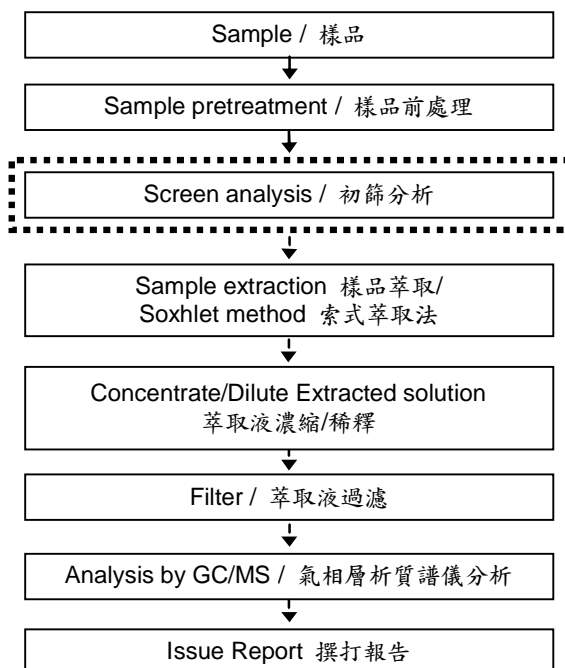 Sample / 樣品
Sample pretreatment / 樣品前處理
Screen analysis / 初篩分析
Sample extraction 樣品萃取/
Soxhlet method 索式萃取法
Concentrate/Dilute Extracted solution
萃取液濃縮/稀釋
Filter / 萃取液過濾
Analysis by GC/MS / 氣相層析質譜儀分析
Issue Report 撰打報告